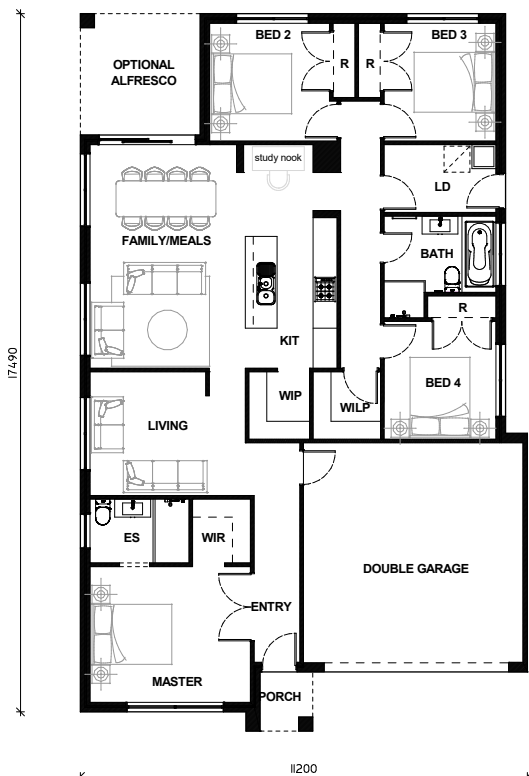 BED 2
BED 3
OPTIONAL
ALFRESCO
R
R
study nook
LD
FAMILY/MEALS
BATH
R
KIT
17490
BED 4
WIP
WILP
LIVING
ES
WIR
DOUBLE GARAGE
ENTRY
MASTER
PORCH
11200